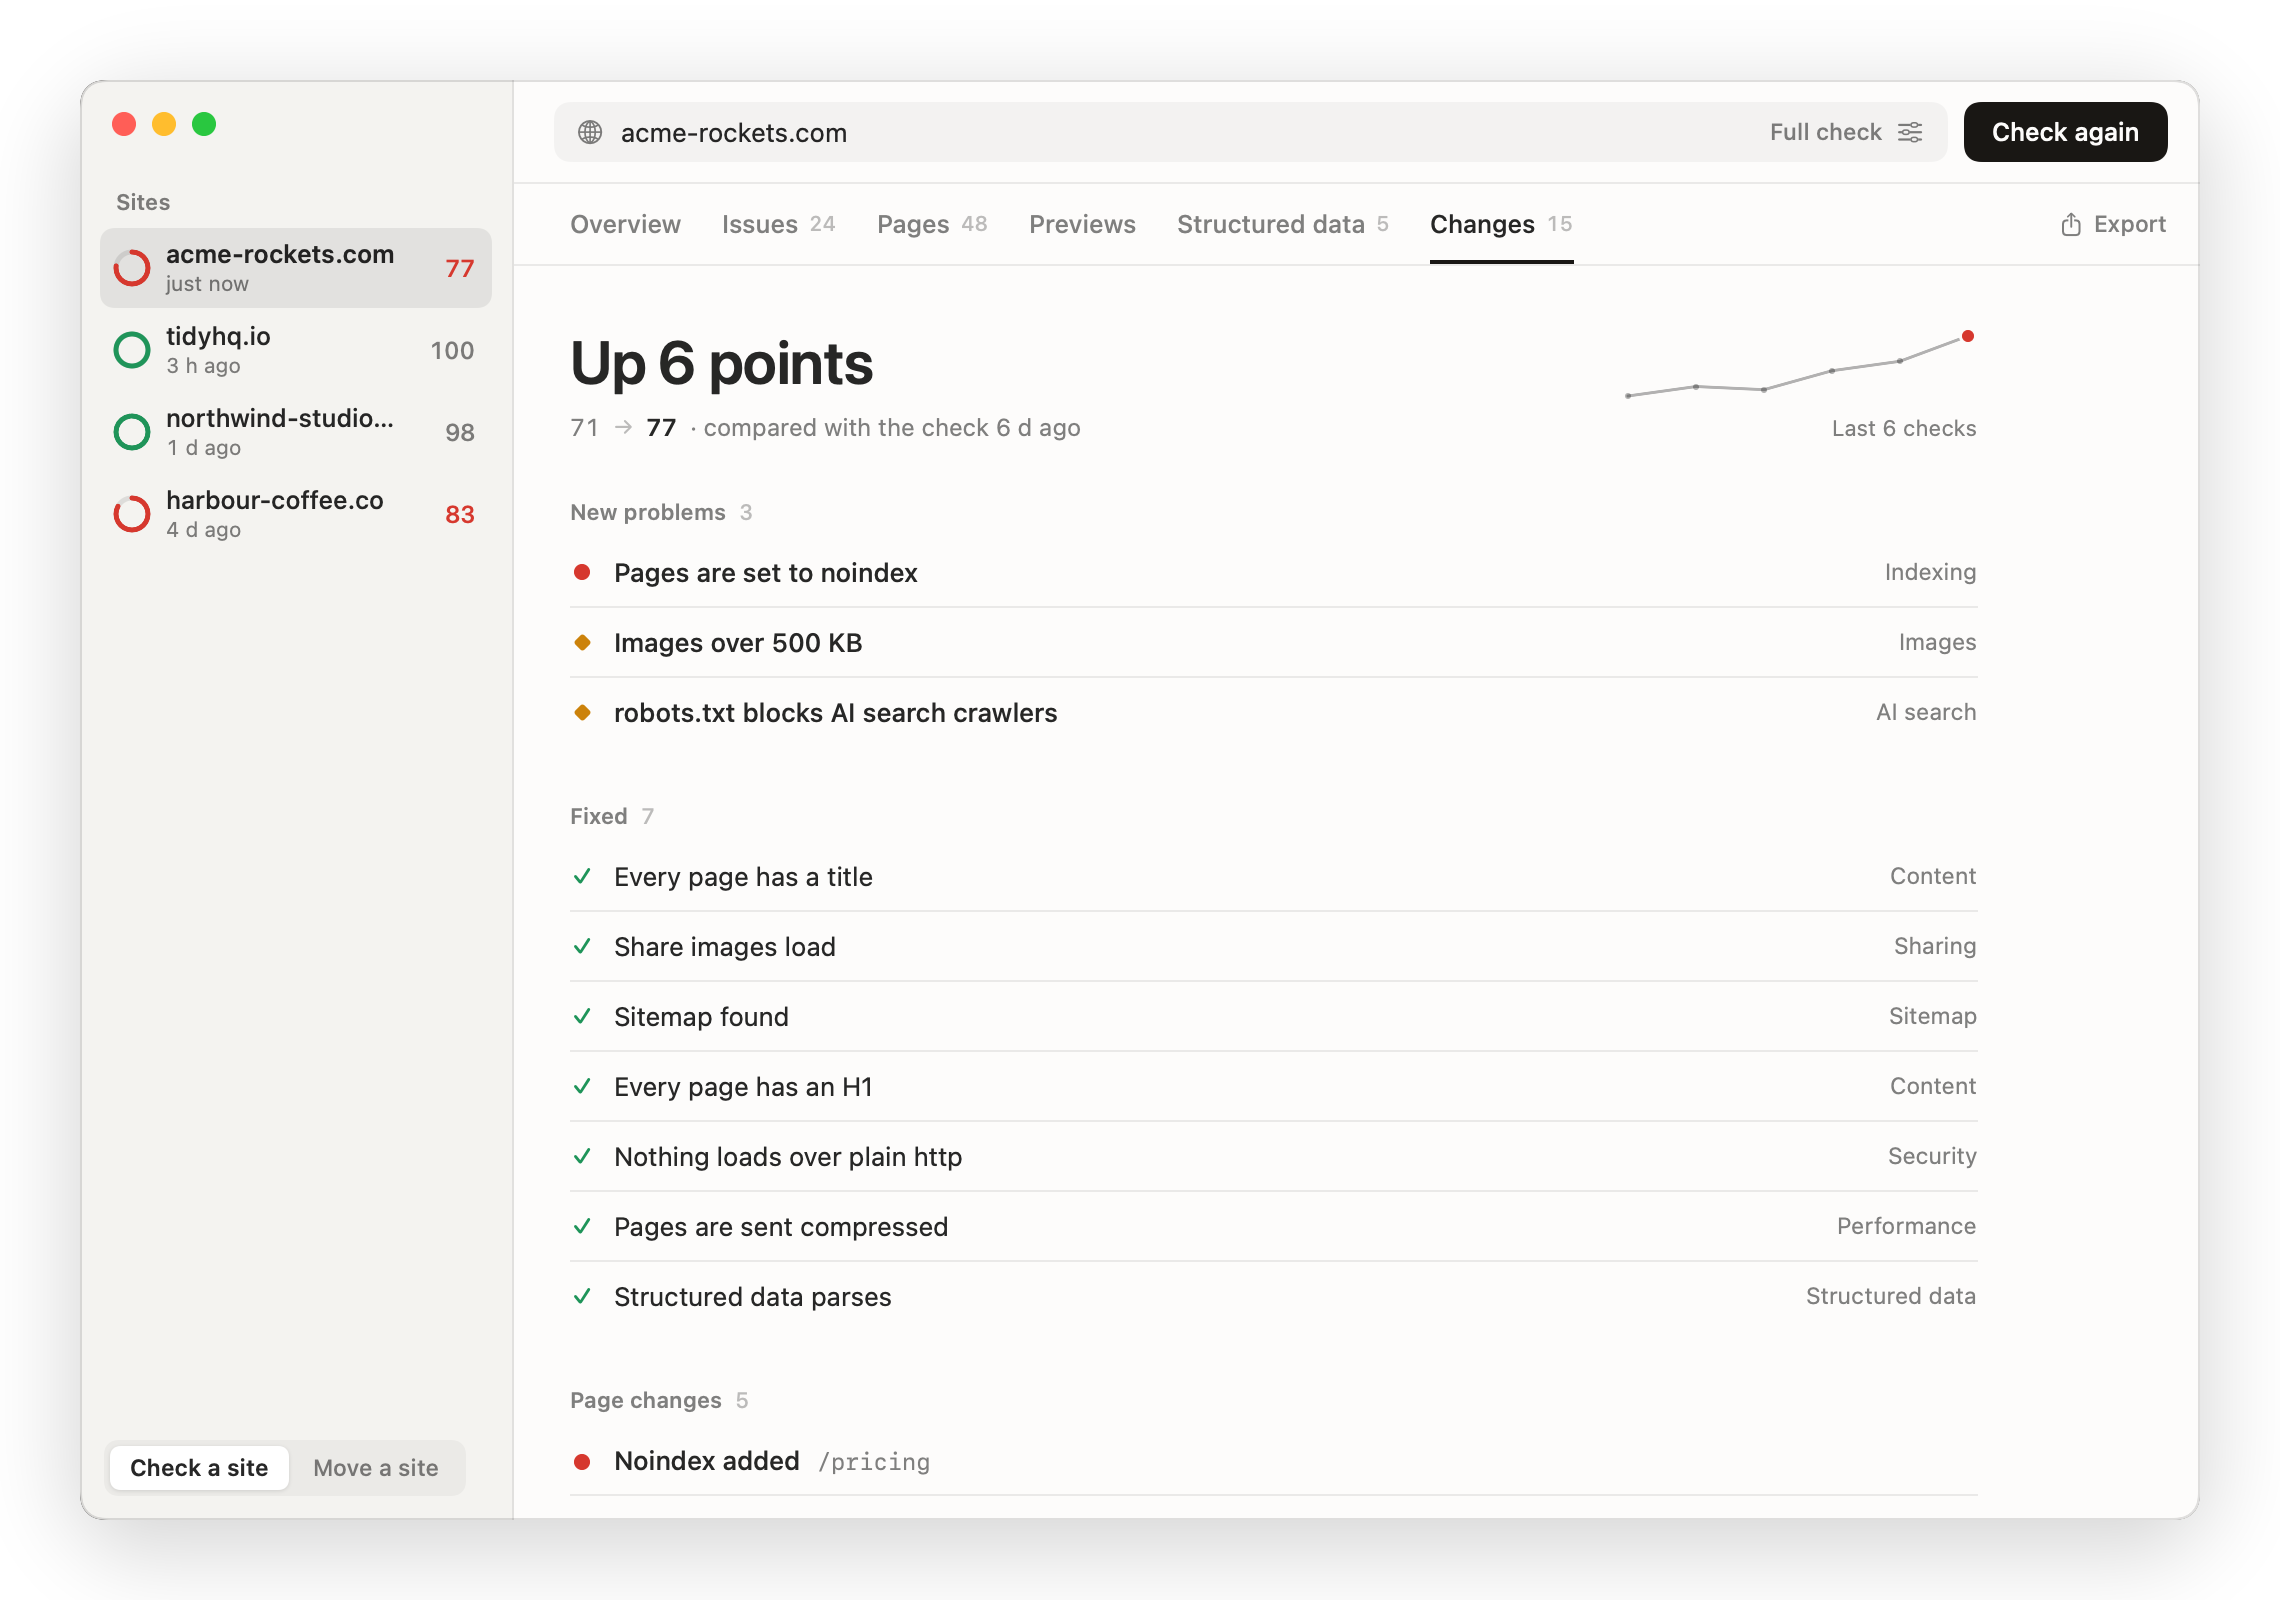 acme-rockets.com
Full check
Check again
Sites
acme-rockets.com
just now
77
tidyhq.io
3 h ago
100
northwind-studio...
1 d ago
98
harbour-coffee.co
4 d ago
83
Check a site
Move a site
Overview
Issues 24
Pages 48
Previews
Structured data 5
Changes 15
Export
Up 6 points
71 → 77 · compared with the check 6 d ago
Last 6 checks
New problems 3
Pages are set to noindex
Indexing
Images over 500 KB
Images
robots.txt blocks AI search crawlers
AI search
Fixed 7
Every page has a title
Content
Share images load
Sharing
Sitemap found
Sitemap
Every page has an H1
Content
Nothing loads over plain http
Security
Pages are sent compressed
Performance
Structured data parses
Structured data
Page changes 5
Noindex added /pricing